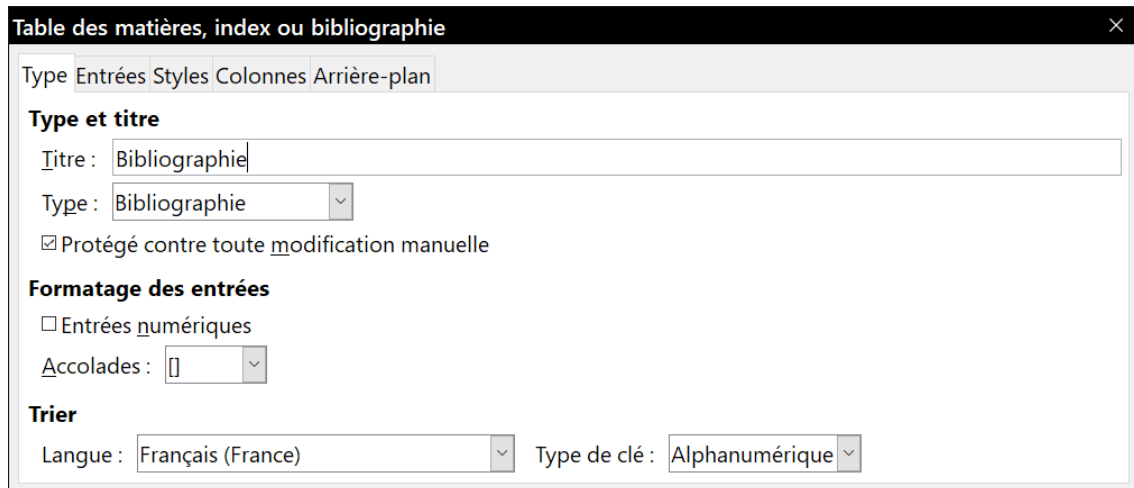 Table des matières, index ou bibliographie
Type Entrées Styles Colonnes Arrière-plan
Type et titre
Titre : Bibliographie
Type : Bibliographie
Protégé contre toute modification manuelle
Formatage des entrées
Entrées numériques
Accolades : []
Trier
Langue : Français (France) Type de clé : Alphanumérique